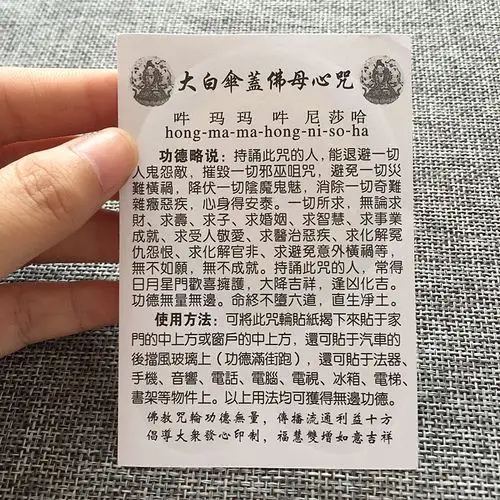 大白傘蓋佛母心咒
吽 玛玛 吽 尼莎哈
hong-ma-ma-hong-ni-so-ha
功德略说：持誦此咒的人，能退避一切
人鬼怨敵，摧毁一切邪巫咀咒，避免一切災
難橫禍，降伏一切陰魔鬼魅，消除一切奇難
雜癥惡疾，心身得安泰。一切所求，無論求
財、求壽、求子、求婚姻、求智慧、求事業
成就、求受人敬愛、求醫治惡疾、求化解冤
仇怨恨、求化解官非、求避免意外橫禍等，
無不如願，無不成就。持誦此咒的人，常得
日月星門歡喜擁護，大降吉祥，逢凶化吉。
功德無量無邊。命終不墮六道，直生凈土。
使用方法：可將此咒輪貼紙揭下來貼于家
門的中上方或窗戶的中上方，還可貼于汽車的
後擋風玻璃上（功德滿街跑），還可貼于法器、
手機、音響、電話、電腦、電視、冰箱、電梯、
書架等物件上。以上用法均可獲得無邊功德。
佛教咒輪功德無量，傳播流通利益十方
倡導大衆發心印制，福慧雙增如意吉祥